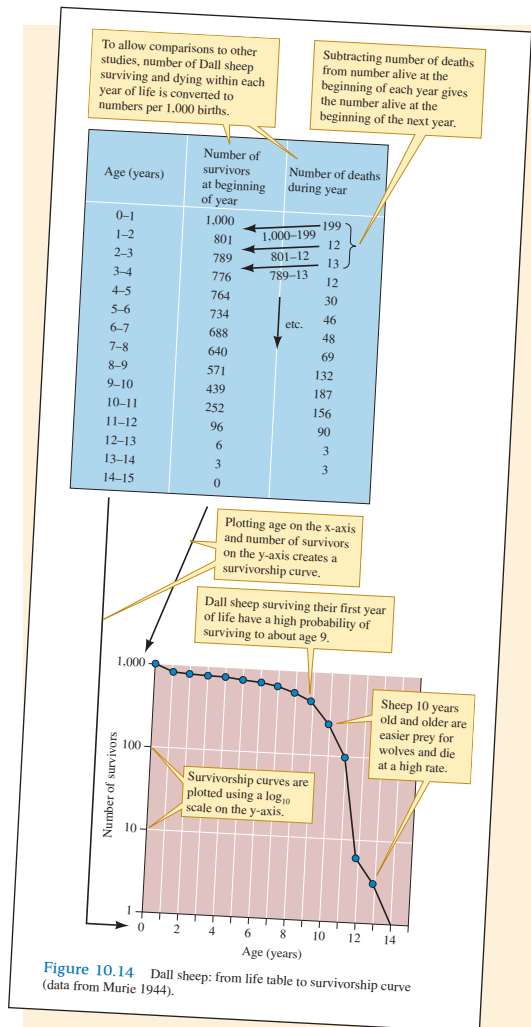 To allow comparisons to other
studies, number of Dall sheep
surviving and dying within each
year of life is converted to
numbers per 1,000 births.
Subtracting number of deaths
from number alive at the
beginning of each year gives
the number alive at the
beginning of the next year.
Age (years)
Number of
survivors
at beginning
of year
Number of deaths
during year
0–1 1,000 199
1,000–199
1–2 801 12
801–12
2–3 789 13
789–13
3–4 776 12
4–5 764 30
etc.
5–6 734 46
6–7 688 48
7–8 640 69
8–9 571 132
9–10 439 187
10–11 252 156
11–12 96 90
12–13 6 3
13–14 3 3
14–15 0
Plotting age on the x-axis
and number of survivors
on the y-axis creates a
survivorship curve.
Dall sheep surviving their first year
of life have a high probability of
surviving to about age 9.
Sheep 10 years
old and older are
easier prey for
wolves and die
at a high rate.
Survivorship curves are
plotted using a log10
scale on the y-axis.
Number of survivors
1,000
100
10
1
0 2 4 6 8 10 12 14
Age (years)
Figure 10.14 Dall sheep: from life table to survivorship curve
(data from Murie 1944).